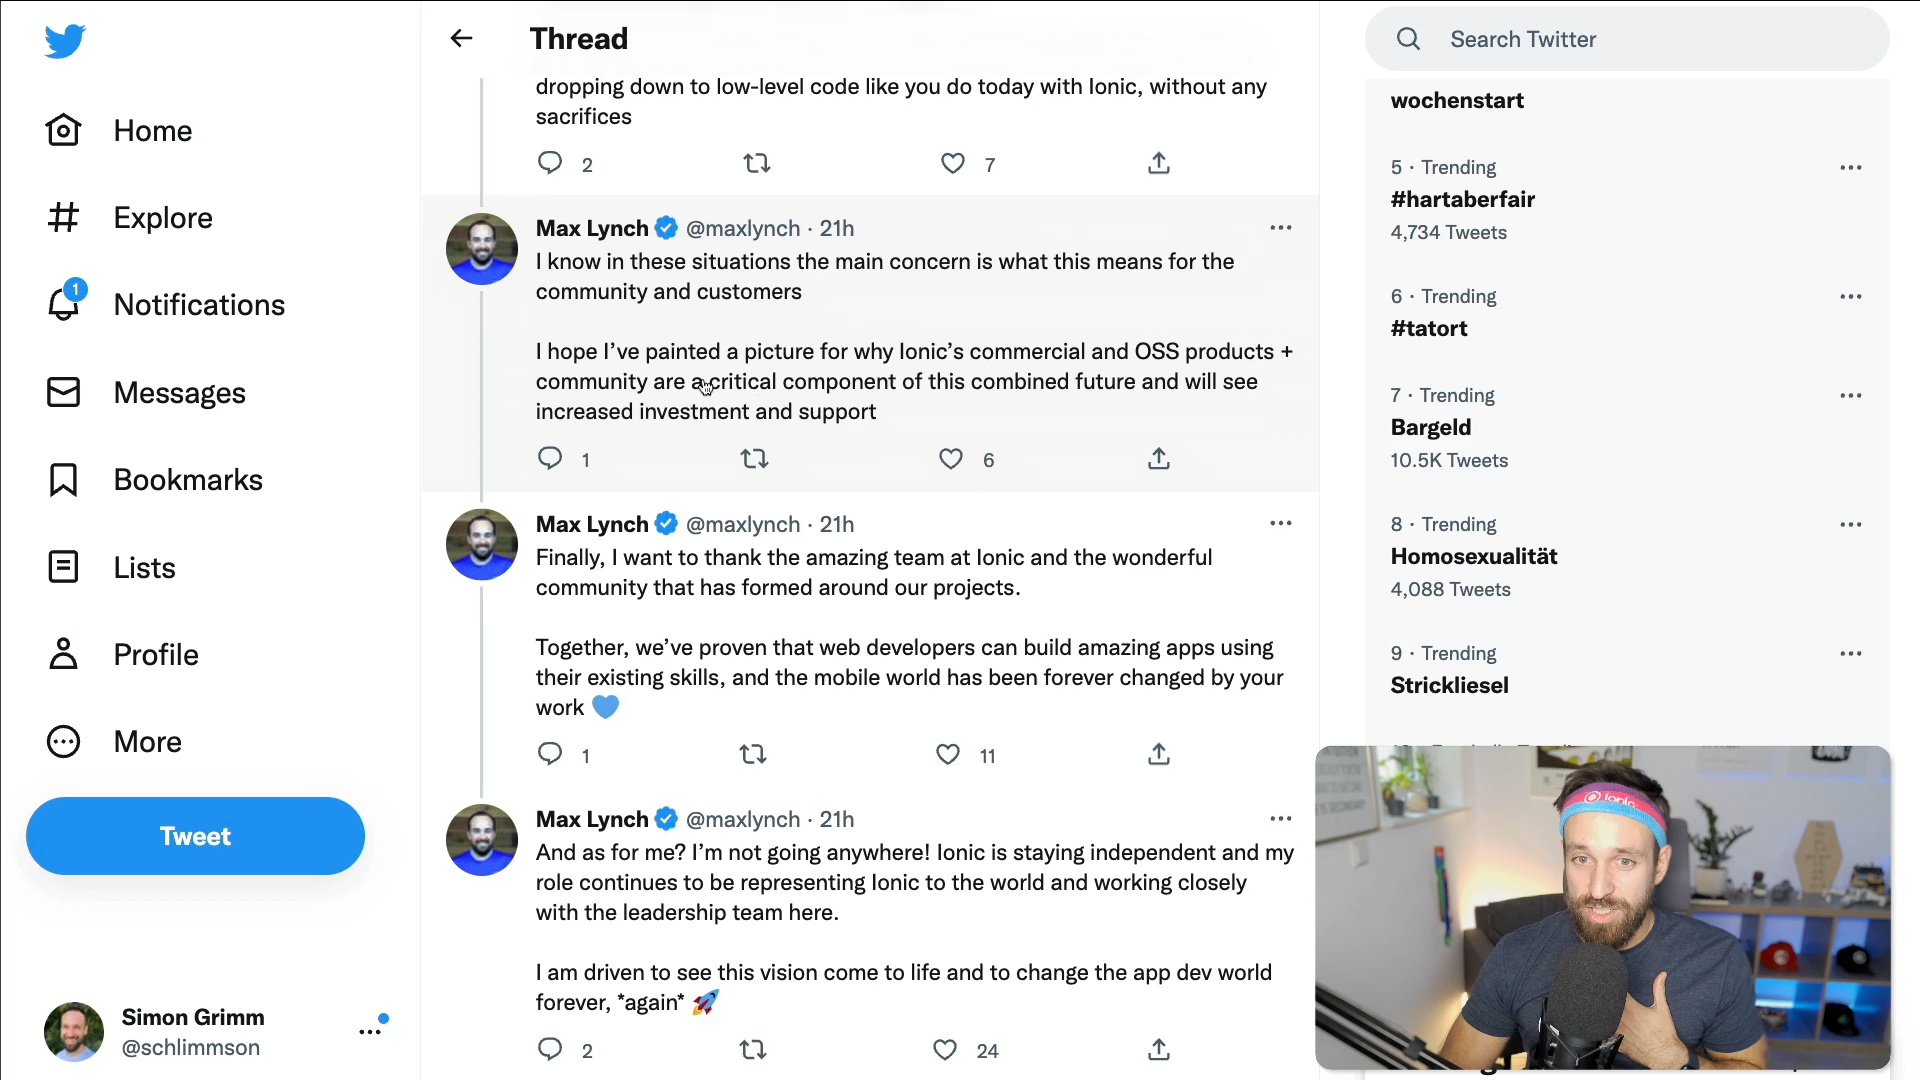 Home
Explore
1
Notifications
Messages
Bookmarks
Lists
Profile
More
Tweet
Simon Grimm
@schlimmson
Thread
dropping down to low-level code like you do today with Ionic, without any
sacrifices
2
7
Max Lynch @maxlynch · 21h
I know in these situations the main concern is what this means for the
community and customers
I hope I've painted a picture for why Ionic's commercial and OSS products +
community are a critical component of this combined future and will see
increased investment and support
1
6
Max Lynch @maxlynch · 21h
Finally, I want to thank the amazing team at Ionic and the wonderful
community that has formed around our projects.
Together, we've proven that web developers can build amazing apps using
their existing skills, and the mobile world has been forever changed by your
work 💙
1
11
Max Lynch @maxlynch · 21h
And as for me? I'm not going anywhere! Ionic is staying independent and my
role continues to be representing Ionic to the world and working closely
with the leadership team here.
I am driven to see this vision come to life and to change the app dev world
forever, *again* 🚀
2
24
Search Twitter
wochenstart
5 · Trending
#hartaberfair
4,734 Tweets
6 · Trending
#tatort
7 · Trending
Bargeld
10.5K Tweets
8 · Trending
Homosexualität
4,088 Tweets
9 · Trending
Strickliesel
ionic